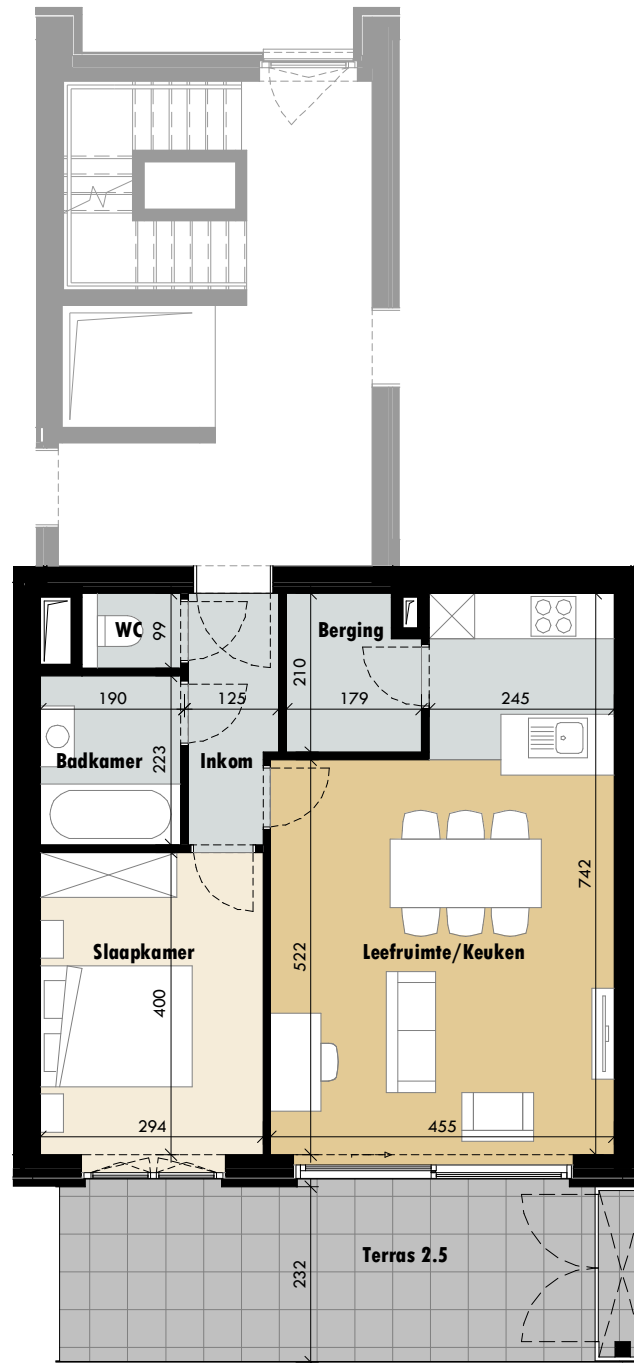 WC
99
Berging
210
190
125
179
245
Badkamer
223
Inkom
742
Slaapkamer
522
Leefruimte/Keuken
400
294
455
Terras 2.5
232